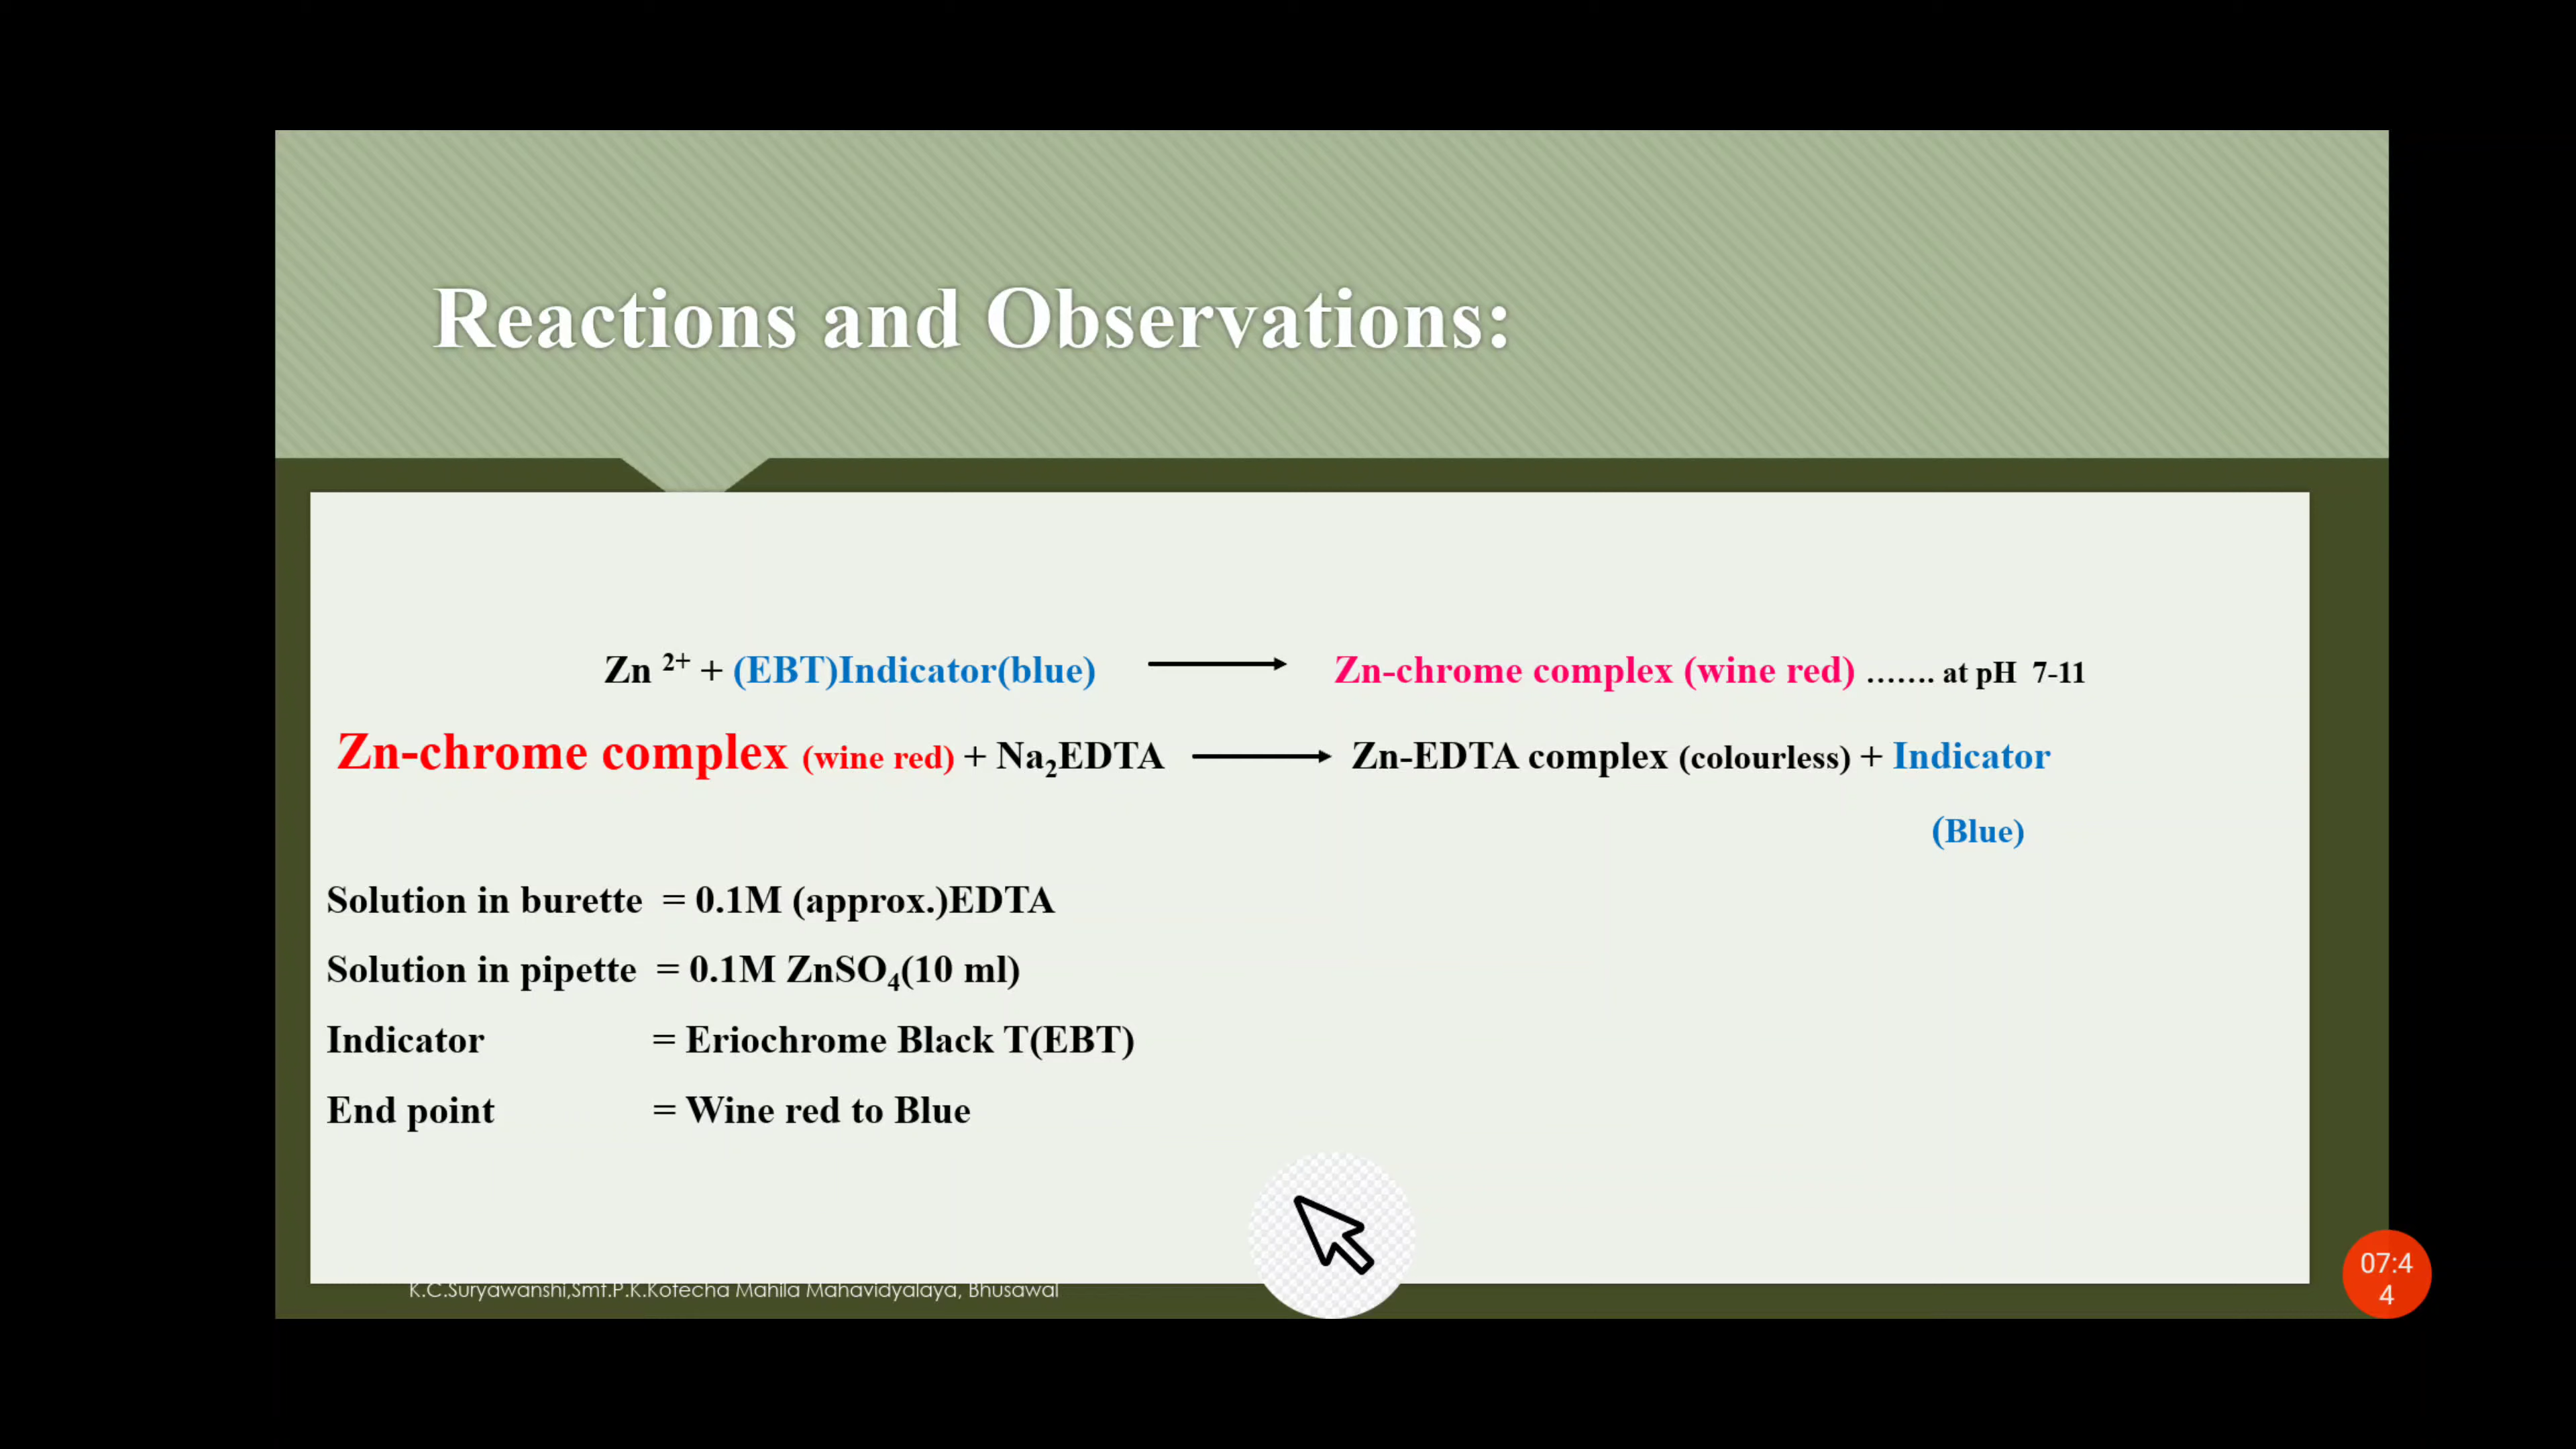 Reactions and Observations:
Zn 2+ + (EBT)Indicator(blue) ⟶ Zn-chrome complex (wine red) ....... at pH 7-11
Zn-chrome complex (wine red) + Na2EDTA ⟶ Zn-EDTA complex (colourless) + Indicator
(Blue)
Solution in burette = 0.1M (approx.)EDTA
Solution in pipette = 0.1M ZnSO4(10 ml)
Indicator = Eriochrome Black T(EBT)
End point = Wine red to Blue
K.C.Suryawanshi,Smt.P.K.Kotecha Mahila Mahavidyalaya, Bhusawal
07:4
4